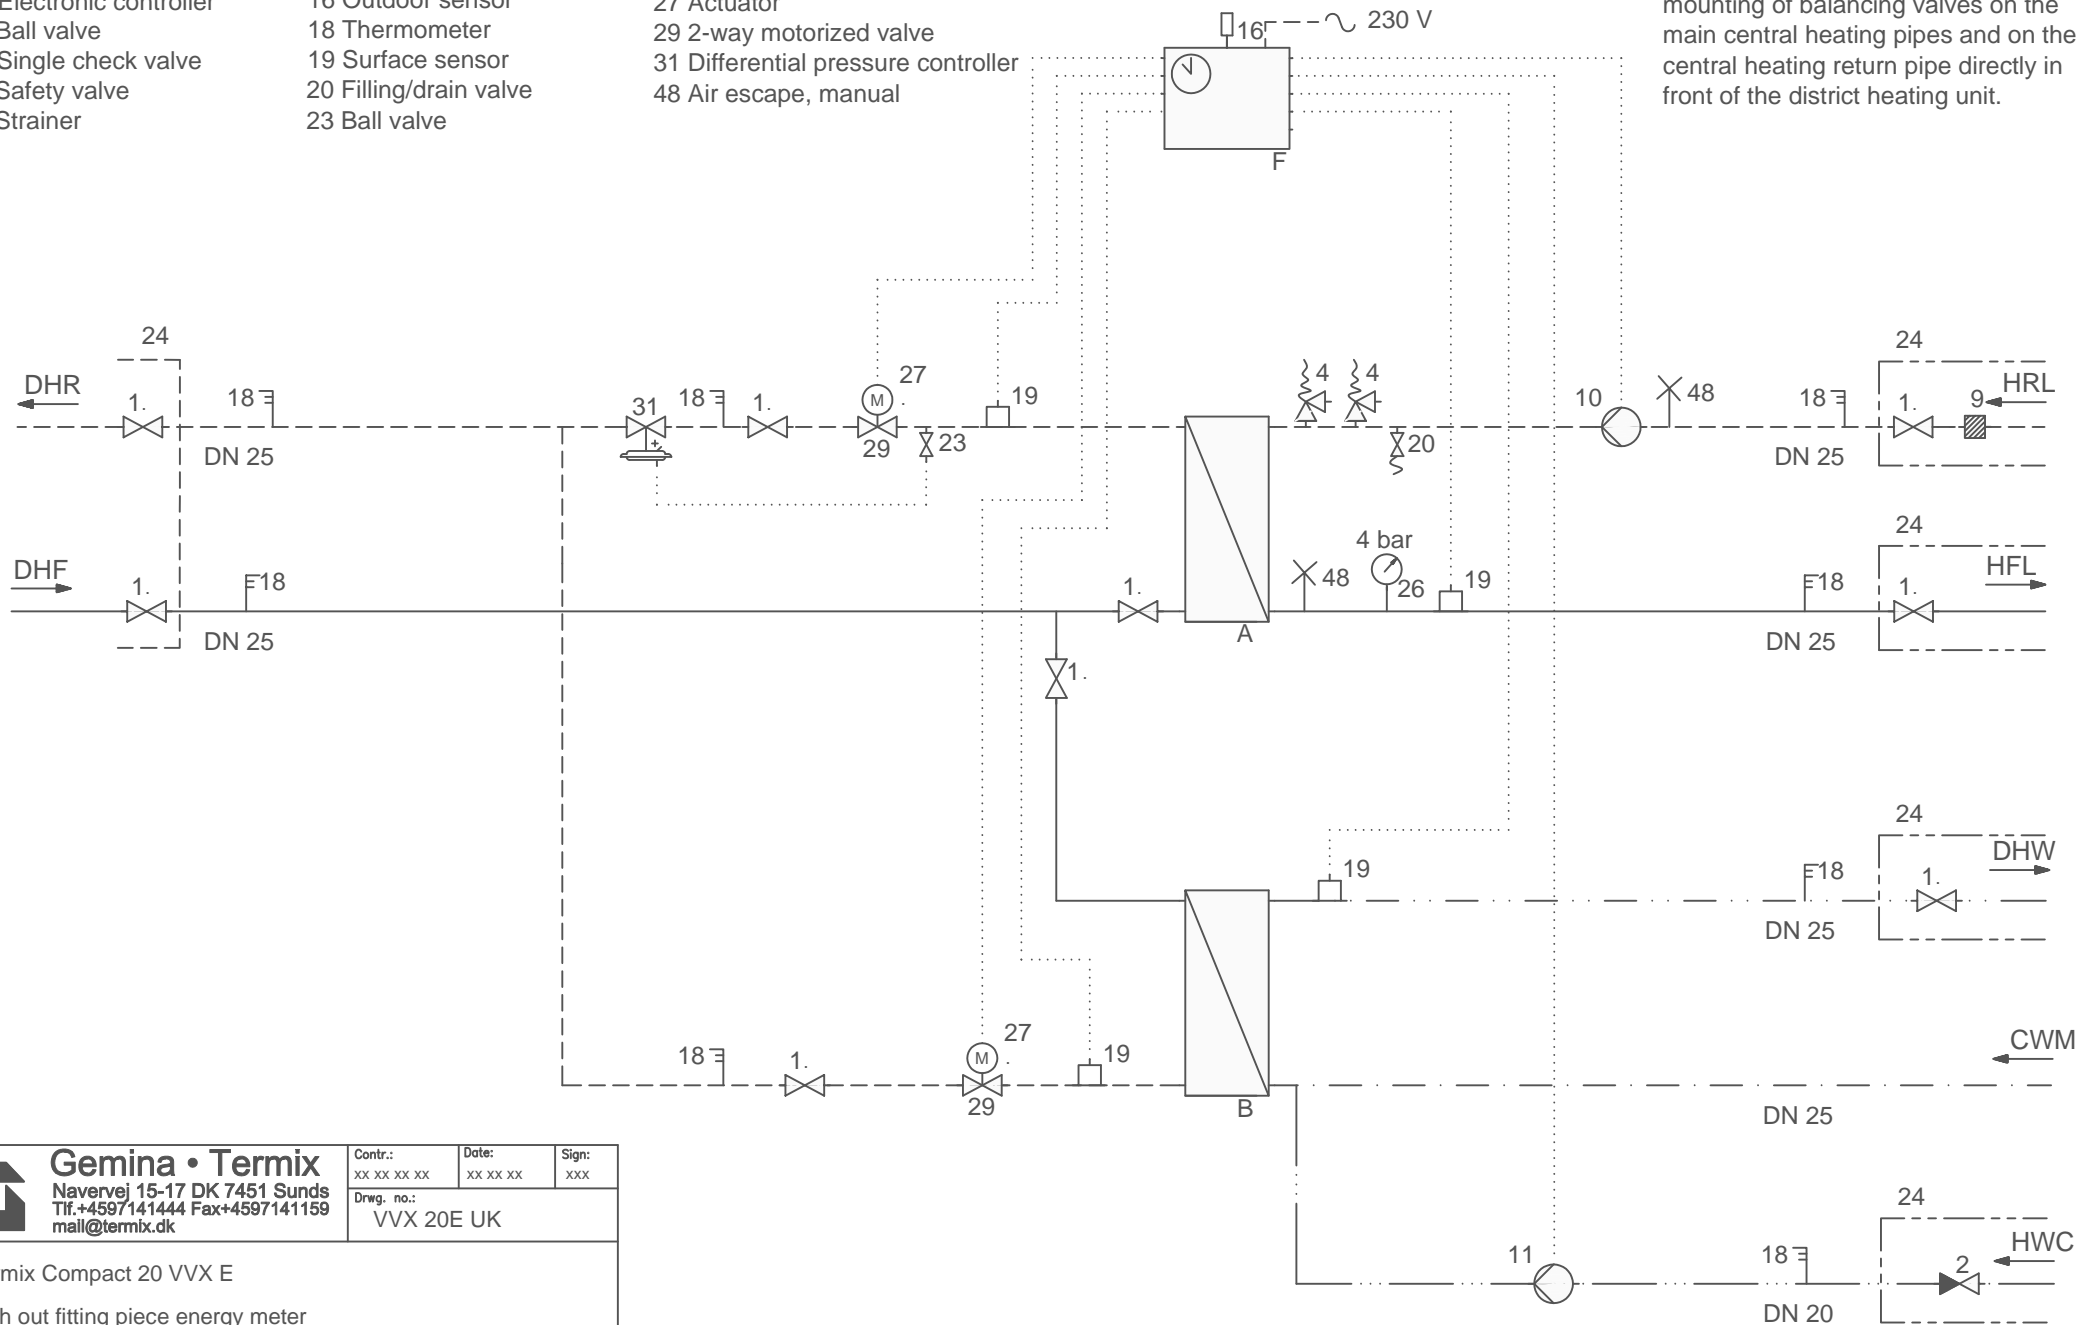 Electronic controller
Ball valve
Single check valve
Safety valve
Strainer
16 Outdoor sensor
18 Thermometer
19 Surface sensor
20 Filling/drain valve
23 Ball valve
27 Actuator
29 2-way motorized valve
31 Differential pressure controller
48 Air escape, manual
mounting of balancing valves on the
main central heating pipes and on the
central heating return pipe directly in
front of the district heating unit.
16
230 V
F
24
DHR
1.
18
DN 25
31
18
1.
27
M
29
23
19
4
4
20
10
48
18
DN 25
24
1.
9
HRL
DHF
1.
18
DN 25
1.
A
48
4 bar
26
19
18
DN 25
24
1.
HFL
1.
19
18
DN 25
24
1.
DHW
18
1.
27
M
29
19
B
CWM
DN 25
11
18
DN 20
24
2
HWC
Gemina • Termix
Navervej 15-17 DK 7451 Sunds
Tlf.+4597141444 Fax+4597141159
mail@termix.dk
Contr.:
xx xx xx xx
Date:
xx xx xx
Sign:
xxx
Drwg. no.:
VVX 20E UK
mix Compact 20 VVX E
h out fitting piece energy meter